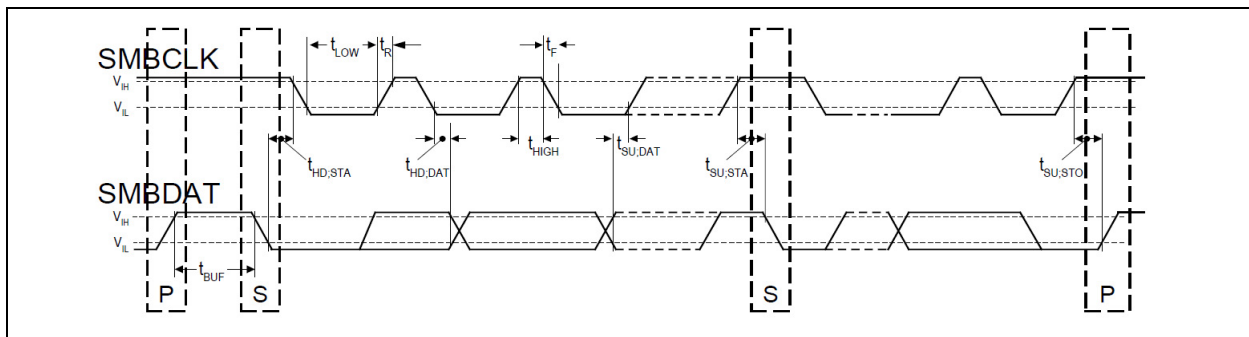 SMBCLK
tLOW
tR
tF
VIH
VIL
tHD;STA
tHD;DAT
tHIGH
tSU;DAT
tSU;STA
tSU;STO
SMBDAT
VIH
VIL
tBUF
P
S
S
P